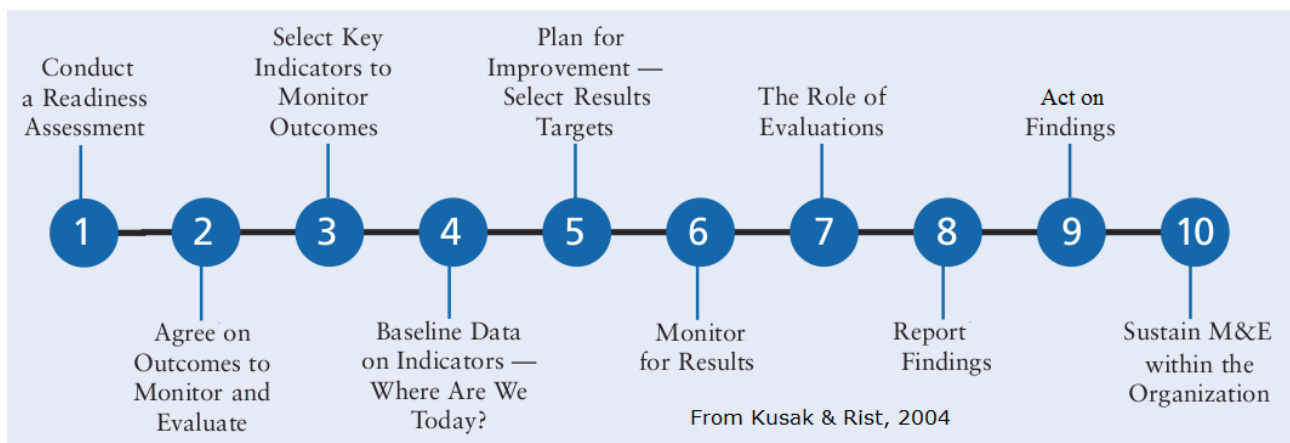 Conduct
a Readiness
Assessment
Select Key
Indicators to
Monitor
Outcomes
Plan for
Improvement —
Select Results
Targets
The Role of
Evaluations
Act on
Findings
1
2
3
4
5
6
7
8
9
10
Agree on
Outcomes to
Monitor and
Evaluate
Baseline Data
on Indicators —
Where Are We
Today?
Monitor
for Results
Report
Findings
Sustain M&E
within the
Organization
From Kusak & Rist, 2004